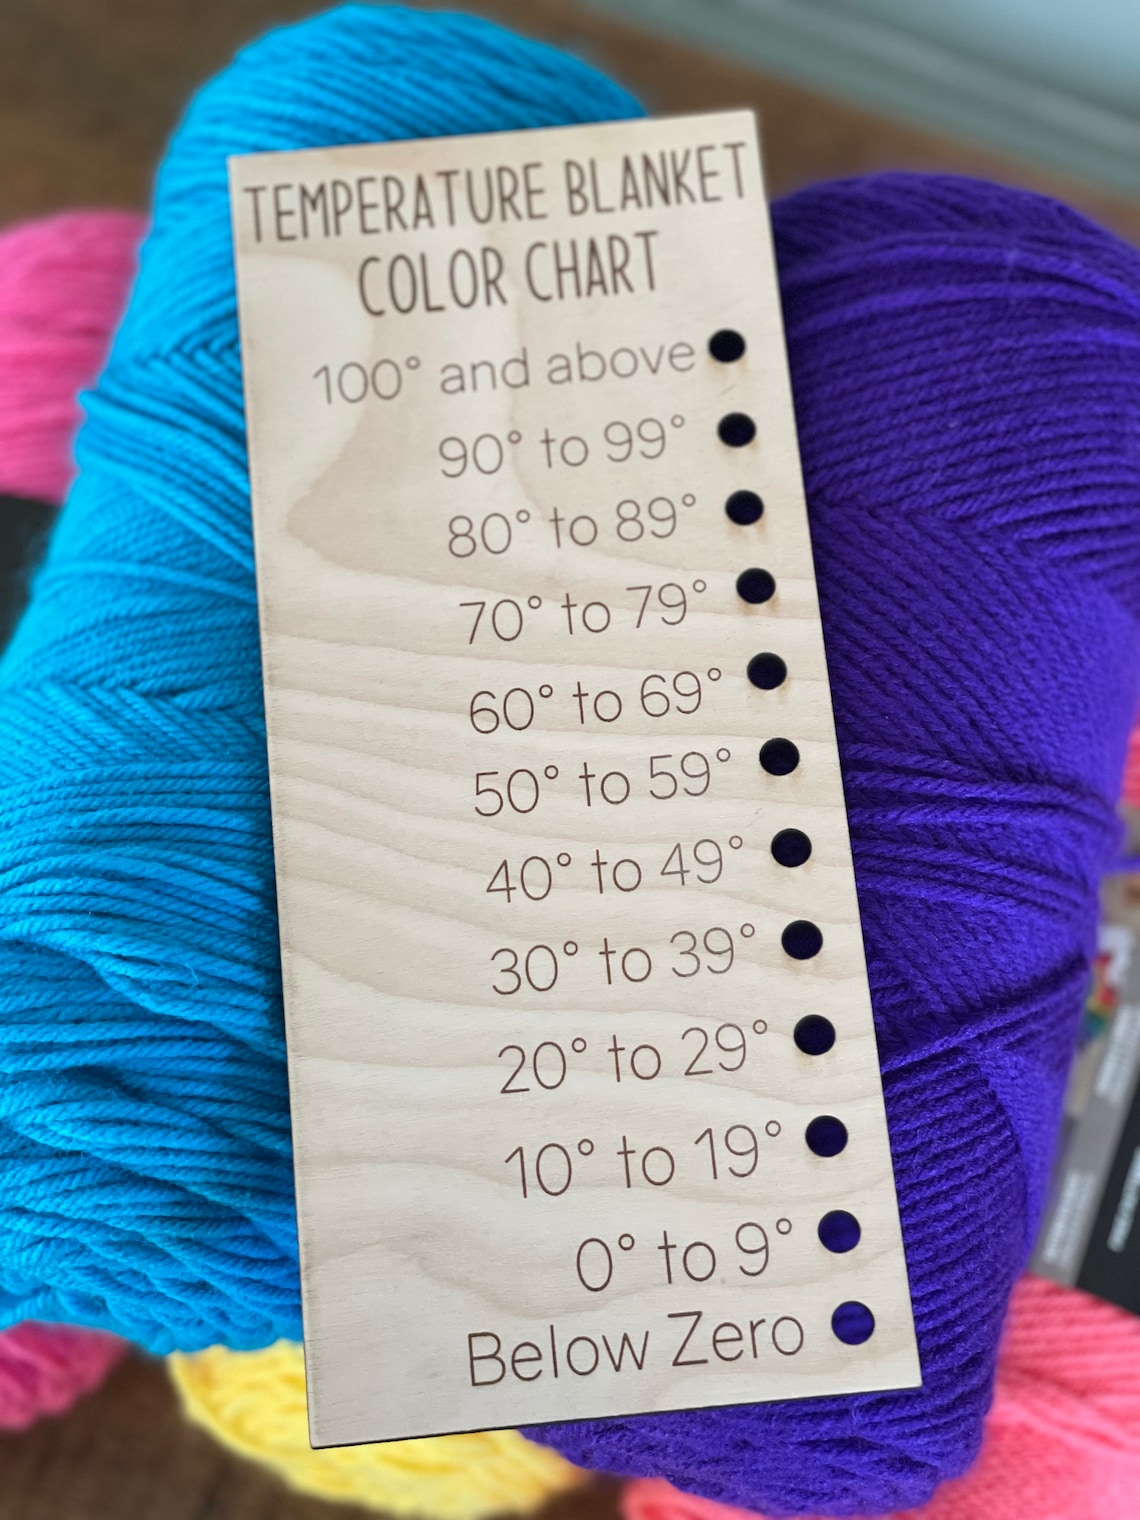 TEMPERATURE BLANKET
COLOR CHART
100° and above
90° to 99°
80° to 89°
70° to 79°
60° to 69°
50° to 59°
40° to 49°
30° to 39°
20° to 29°
10° to 19°
0° to 9°
Below Zero